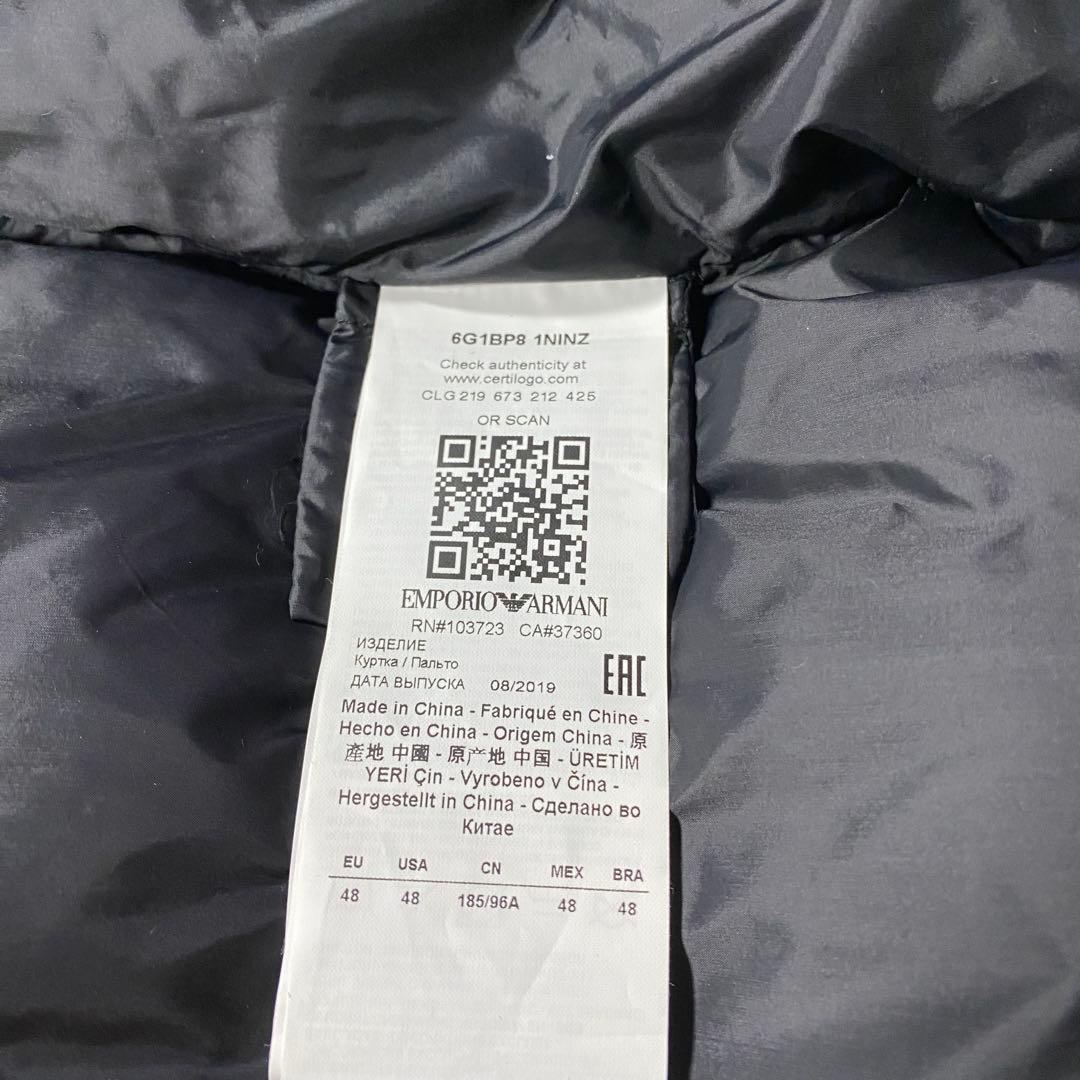 6G1BP8 1NINZ
Check authenticity at
www.certilogo.com
CLG 219 673 212 425
OR SCAN
EMPORIO ARMANI
RN#103723 CA#37360
ИЗДЕЛИЕ
Куртка / Пальто
ДАТА ВЫПУСКА 08/2019
EAC
Made in China - Fabriqué en Chine -
Hecho en China - Origem China - 原
產地 中國 - 原产地 中国 - ÜRETİM
YERİ Çin - Vyrobeno v Čína -
Hergestellt in China - Сделано во
Китае
EU USA CN MEX BRA
48 48 185/96A 48 48